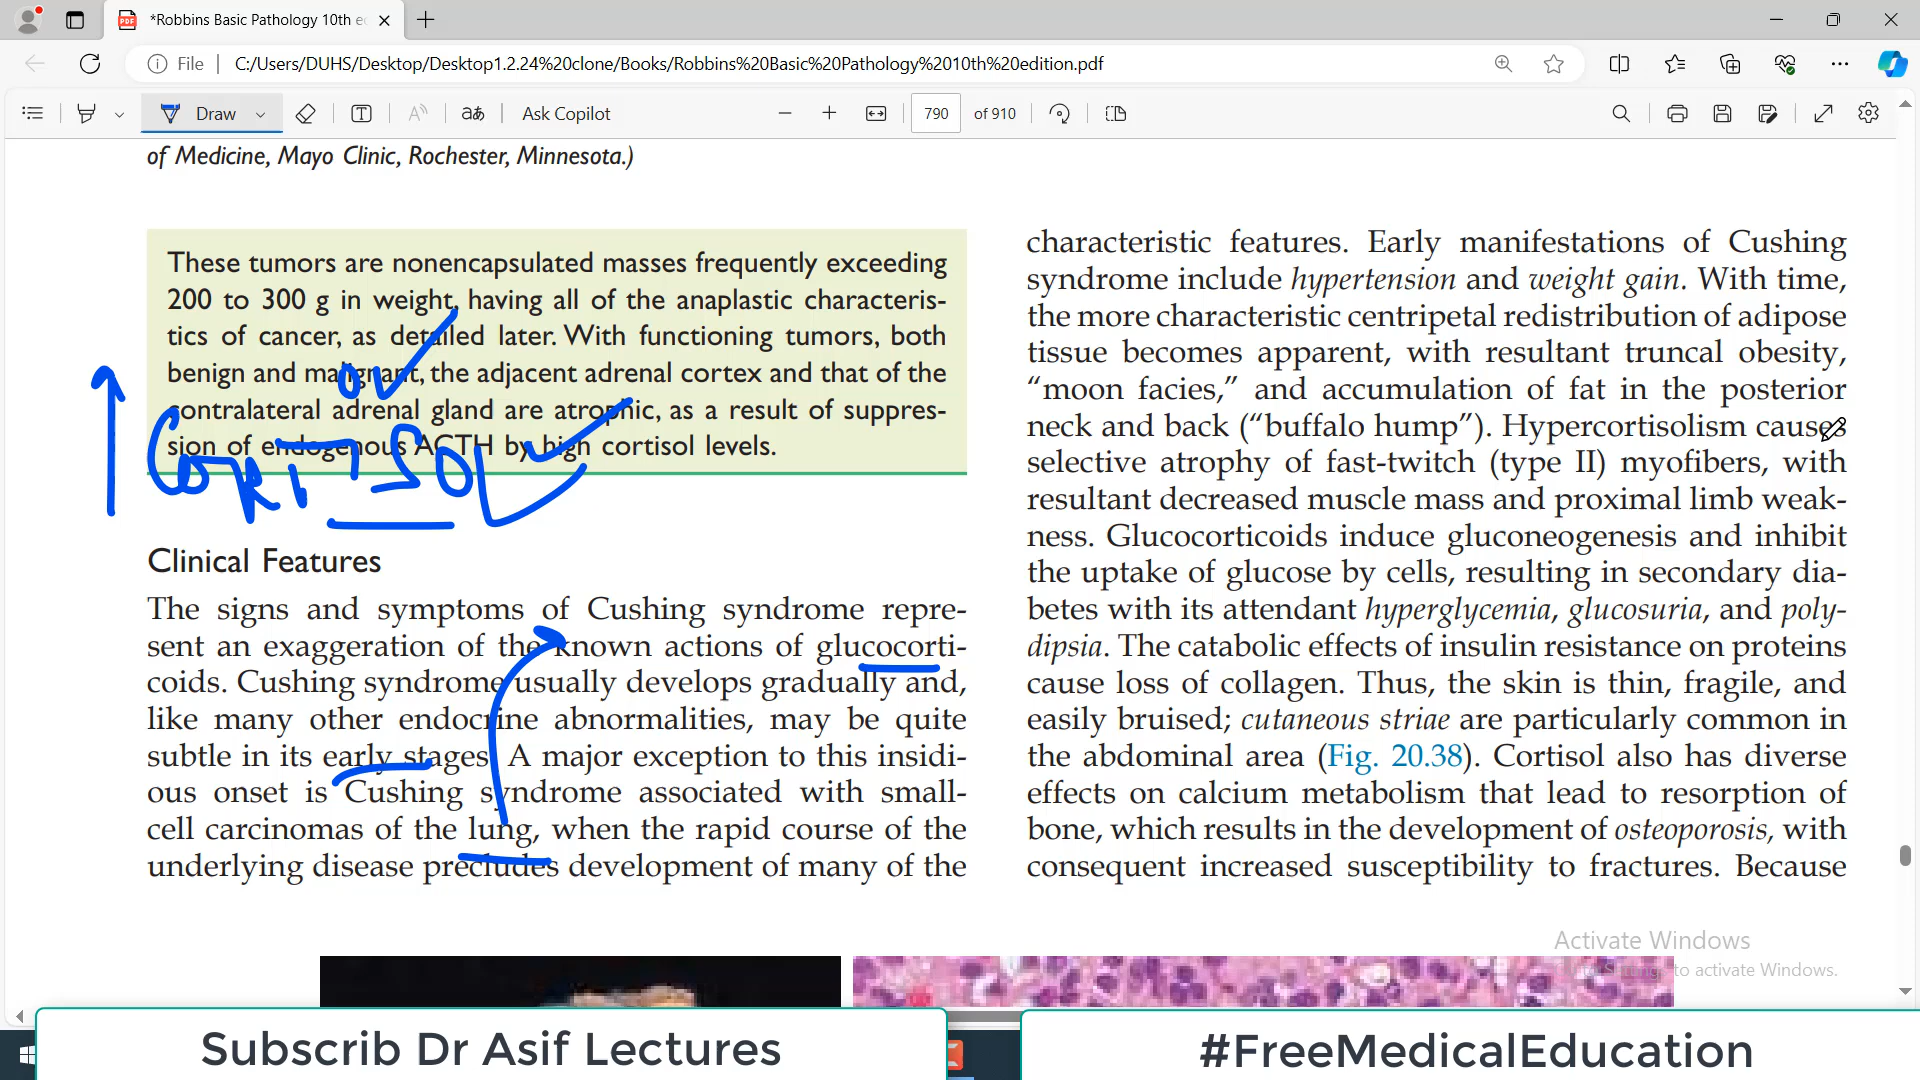 *Robbins Basic Pathology 10th e
File
C:/Users/DUHS/Desktop/Desktop1.2.24%20clone/Books/Robbins%20Basic%20Pathology%2010th%20edition.pdf
Draw
Ask Copilot
790 of 910
of Medicine, Mayo Clinic, Rochester, Minnesota.)
These tumors are nonencapsulated masses frequently exceeding
200 to 300 g in weight, having all of the anaplastic characteris-
tics of cancer, as detailed later. With functioning tumors, both
benign and malignant, the adjacent adrenal cortex and that of the
contralateral adrenal gland are atrophic, as a result of suppres-
sion of endogenous ACTH by high cortisol levels.
Clinical Features
The signs and symptoms of Cushing syndrome repre-
sent an exaggeration of the known actions of glucocorti-
coids. Cushing syndrome usually develops gradually and,
like many other endocrine abnormalities, may be quite
subtle in its early stages. A major exception to this insidi-
ous onset is Cushing syndrome associated with small-
cell carcinomas of the lung, when the rapid course of the
underlying disease precludes development of many of the
characteristic features. Early manifestations of Cushing
syndrome include hypertension and weight gain. With time,
the more characteristic centripetal redistribution of adipose
tissue becomes apparent, with resultant truncal obesity,
“moon facies,” and accumulation of fat in the posterior
neck and back (“buffalo hump”). Hypercortisolism causes
selective atrophy of fast-twitch (type II) myofibers, with
resultant decreased muscle mass and proximal limb weak-
ness. Glucocorticoids induce gluconeogenesis and inhibit
the uptake of glucose by cells, resulting in secondary dia-
betes with its attendant hyperglycemia, glucosuria, and poly-
dipsia. The catabolic effects of insulin resistance on proteins
cause loss of collagen. Thus, the skin is thin, fragile, and
easily bruised; cutaneous striae are particularly common in
the abdominal area (Fig. 20.38). Cortisol also has diverse
effects on calcium metabolism that lead to resorption of
bone, which results in the development of osteoporosis, with
consequent increased susceptibility to fractures. Because
Activate Windows
to activate Windows.
Subscrib Dr Asif Lectures
#FreeMedicalEducation